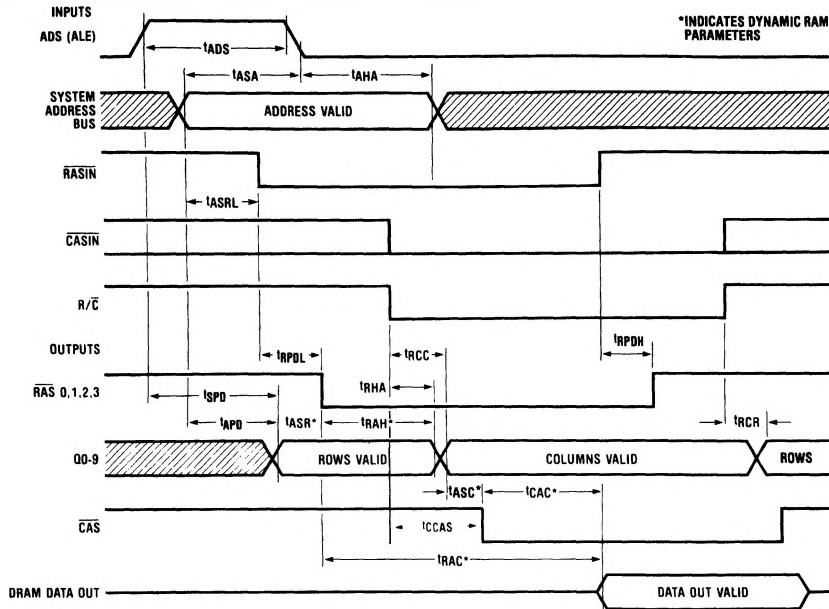 INPUTS
*INDICATES DYNAMIC RAM
PARAMETERS
ADS (ALE)
tADS
tASA
tAHA
SYSTEM
ADDRESS
BUS
ADDRESS VALID
RASIN
tASRL
CASIN
R/C
OUTPUTS
tRPDL
tRCC
tRPDH
RAS 0,1,2,3
tSPD
tRHA
tAPD
tASR*
tRAH*
tRCR
Q0-9
ROWS VALID
COLUMNS VALID
ROWS
tASC*
tCAC*
CAS
tCCAS
tRAC*
DRAM DATA OUT
DATA OUT VALID